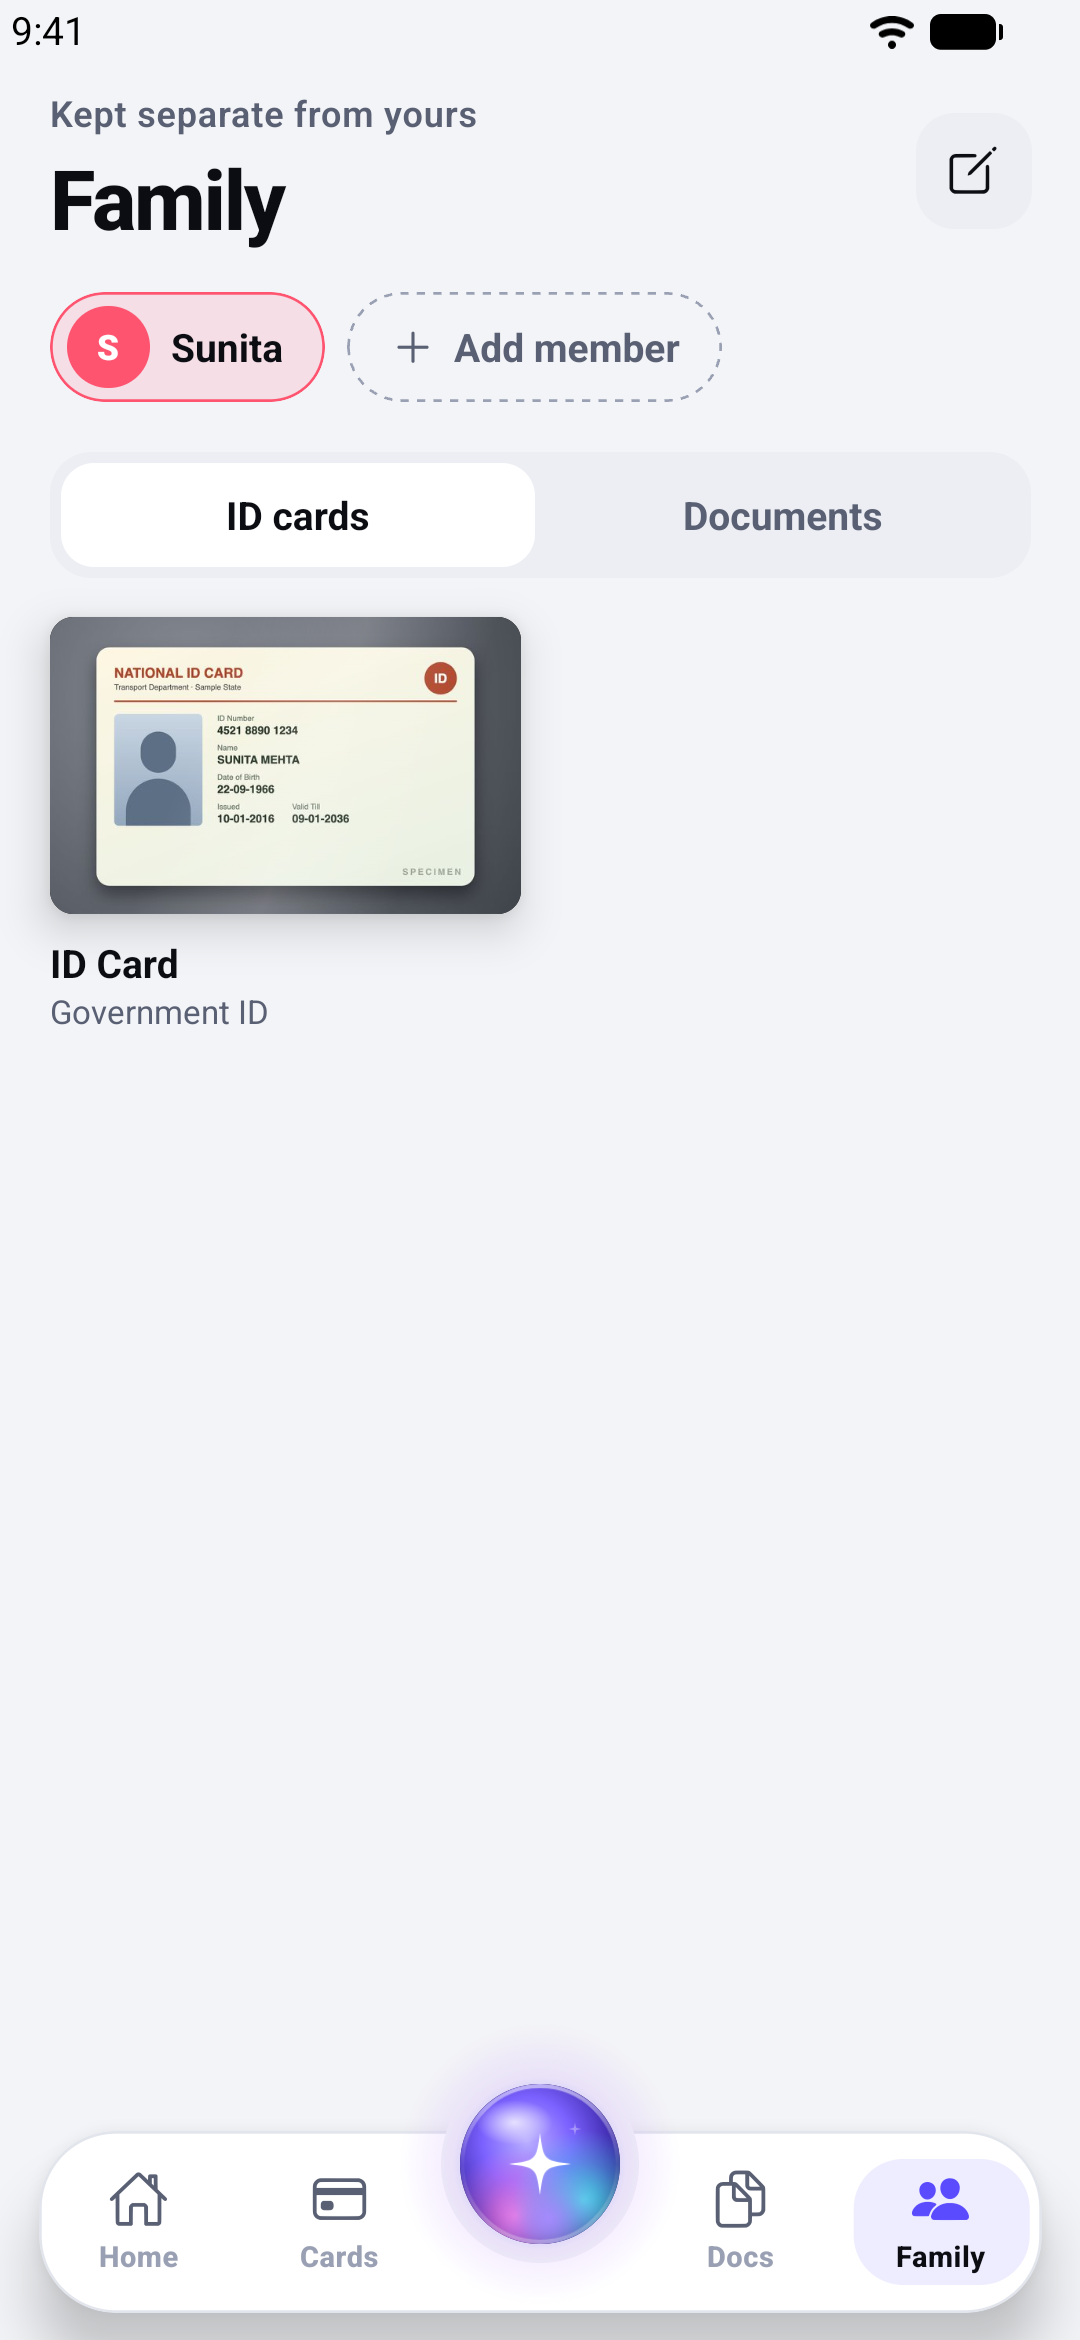 9:41
Kept separate from yours
Family
S
Sunita
Add member
ID cards
Documents
NATIONAL ID CARD
Transport Department · Sample State
ID
ID Number
4521 8890 1234
Name
SUNITA MEHTA
Date of Birth
22-09-1966
Issued Valid Till
10-01-2016 09-01-2036
SPECIMEN
ID Card
Government ID
Home
Cards
Docs
Family